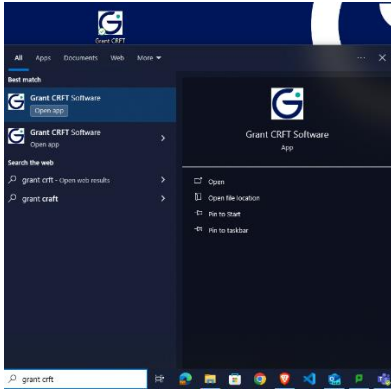 Grant CRFT
All Apps Documents Web More
Best match
Grant CRFT Software
Open app
Grant CRFT Software
Open app
Search the web
grant crft - Open web results
grant craft
Grant CRFT Software
App
Open
Open file location
Pin to Start
Pin to taskbar
grant crft